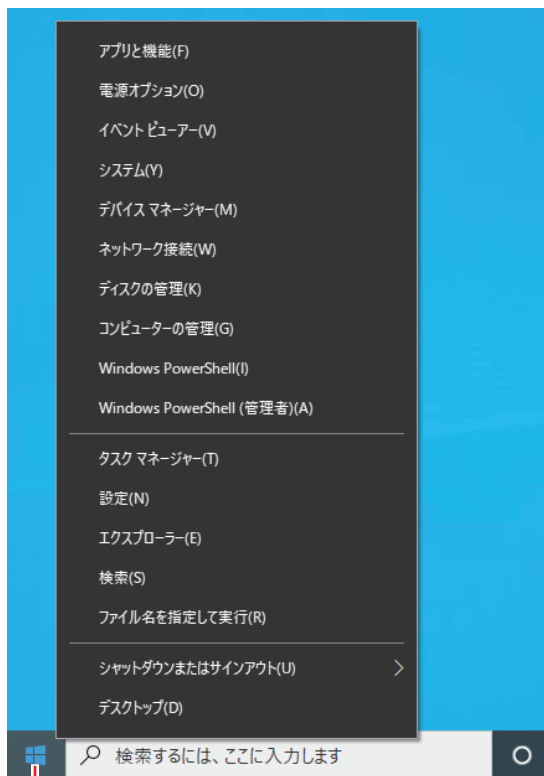 アプリと機能(F)
電源オプション(O)
イベント ビューアー(V)
システム(Y)
デバイス マネージャー(M)
ネットワーク接続(W)
ディスクの管理(K)
コンピューターの管理(G)
Windows PowerShell(I)
Windows PowerShell (管理者)(A)
タスク マネージャー(T)
設定(N)
エクスプローラー(E)
検索(S)
ファイル名を指定して実行(R)
シャットダウンまたはサインアウト(U)
デスクトップ(D)
検索するには、ここに入力します